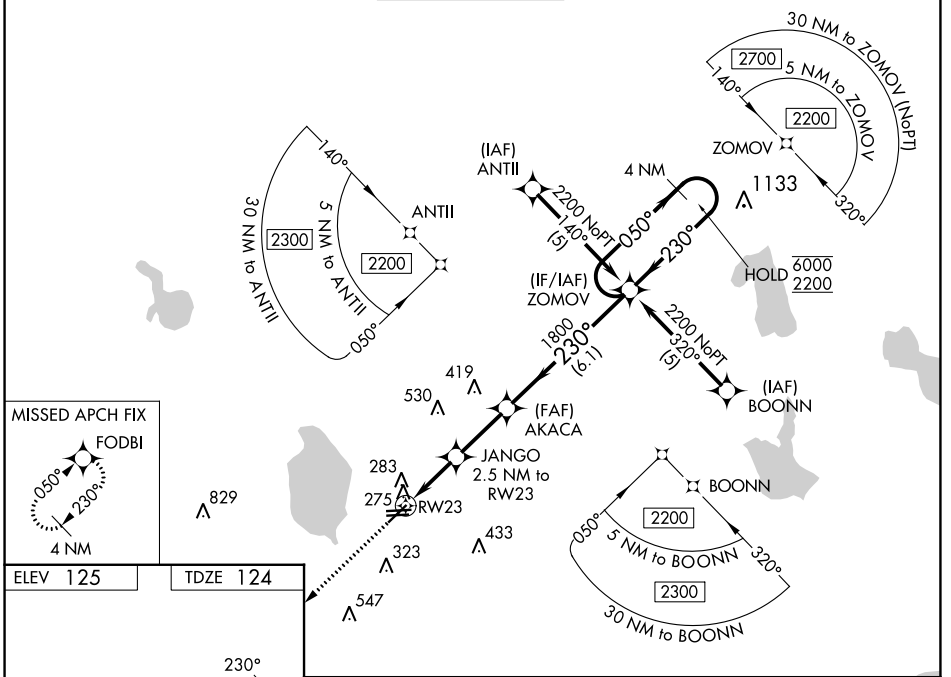 30 NM to ZOMOV (NoPT)
2700
5 NM to ZOMOV
140°
2200
ZOMOV
320°
1133
(IAF)
ANTII
4 NM
2200 NoPT
140°
(5)
050°
230°
HOLD 6000
2200
140°
ANTII
30 NM to ANTII
2300
5 NM to ANTII
2200
050°
(IF/IAF)
ZOMOV
2200 NoPT
320°
(5)
(IAF)
BOONN
1800
230°
(6.1)
419
530
(FAF)
AKACA
JANGO
2.5 NM to
RW23
283
275
RW23
829
433
323
547
BOONN
050°
2200
5 NM to BOONN
320°
2300
30 NM to BOONN
MISSED APCH FIX
FODBI
050°
230°
4 NM
ELEV 125
TDZE 124
230°